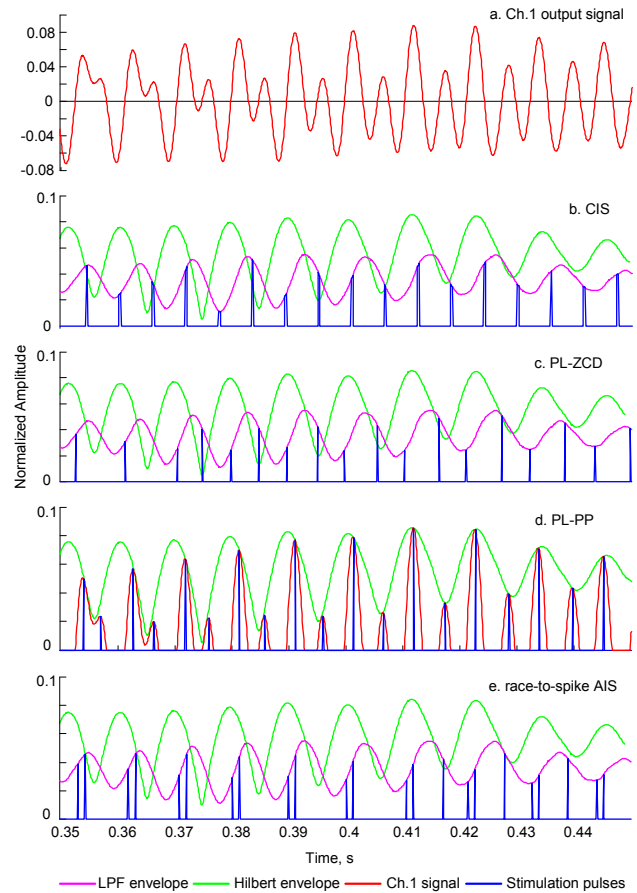 a. Ch.1 output signal
0.08
0.04
0
-0.04
-0.08
b. CIS
0.1
0
c. PL-ZCD
0.1
0
Normalized Amplitude
d. PL-PP
0.1
0
e. race-to-spike AIS
0.1
0
0.35 0.36 0.37 0.38 0.39 0.4 0.41 0.42 0.43 0.44
Time, s
LPF envelope Hilbert envelope Ch.1 signal Stimulation pulses